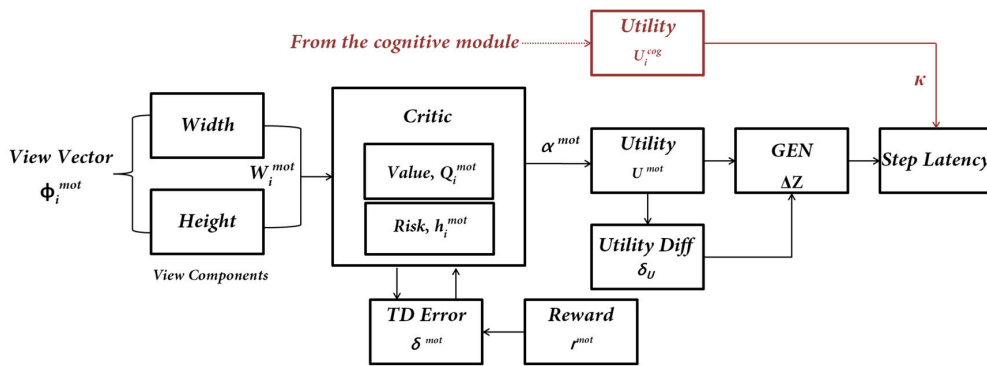 From the cognitive module
Utility
U_i^cog
κ
View Vector
ϕ_i^mot
Width
Height
View Components
W_i^mot
Critic
Value, Q_i^mot
Risk, h_i^mot
α^mot
Utility
U^mot
GEN
ΔZ
Step Latency
Utility Diff
δ_U
TD Error
δ^mot
Reward
r^mot